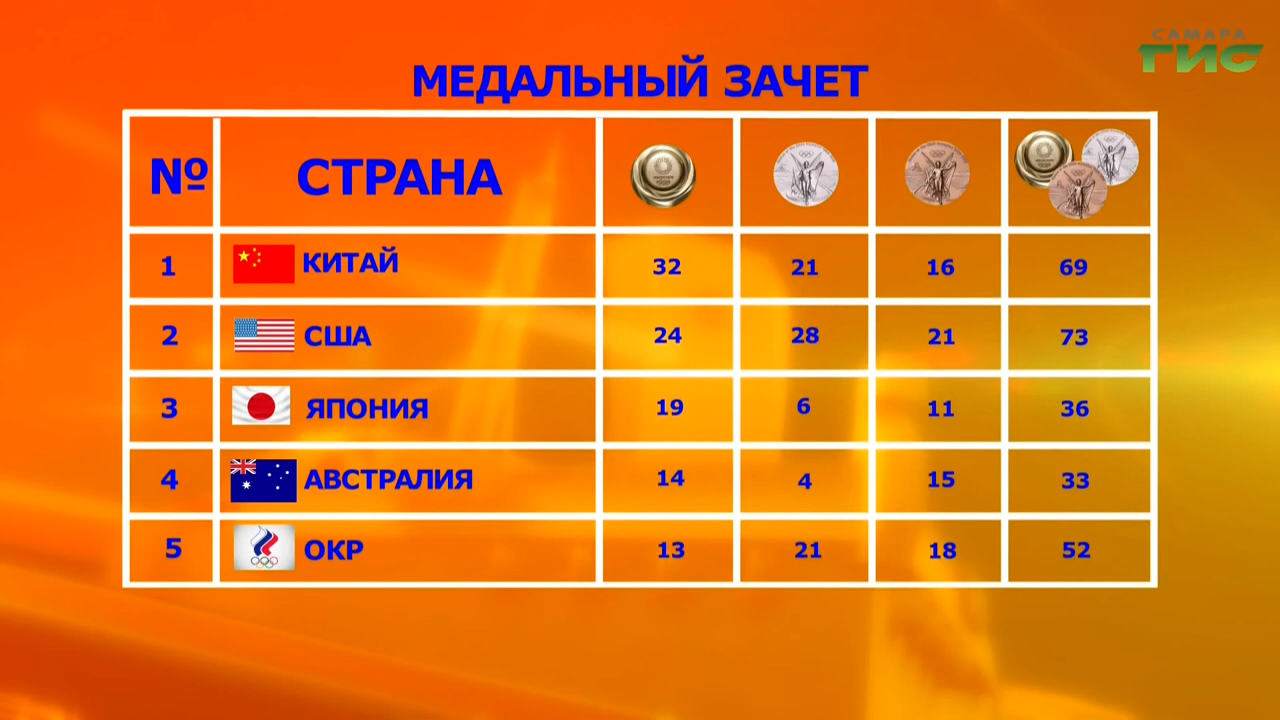 САМАРА
ГИС
МЕДАЛЬНЫЙ ЗАЧЕТ
№ СТРАНА
1 КИТАЙ 32 21 16 69
2 США 24 28 21 73
3 ЯПОНИЯ 19 6 11 36
4 АВСТРАЛИЯ 14 4 15 33
5 ОКР 13 21 18 52